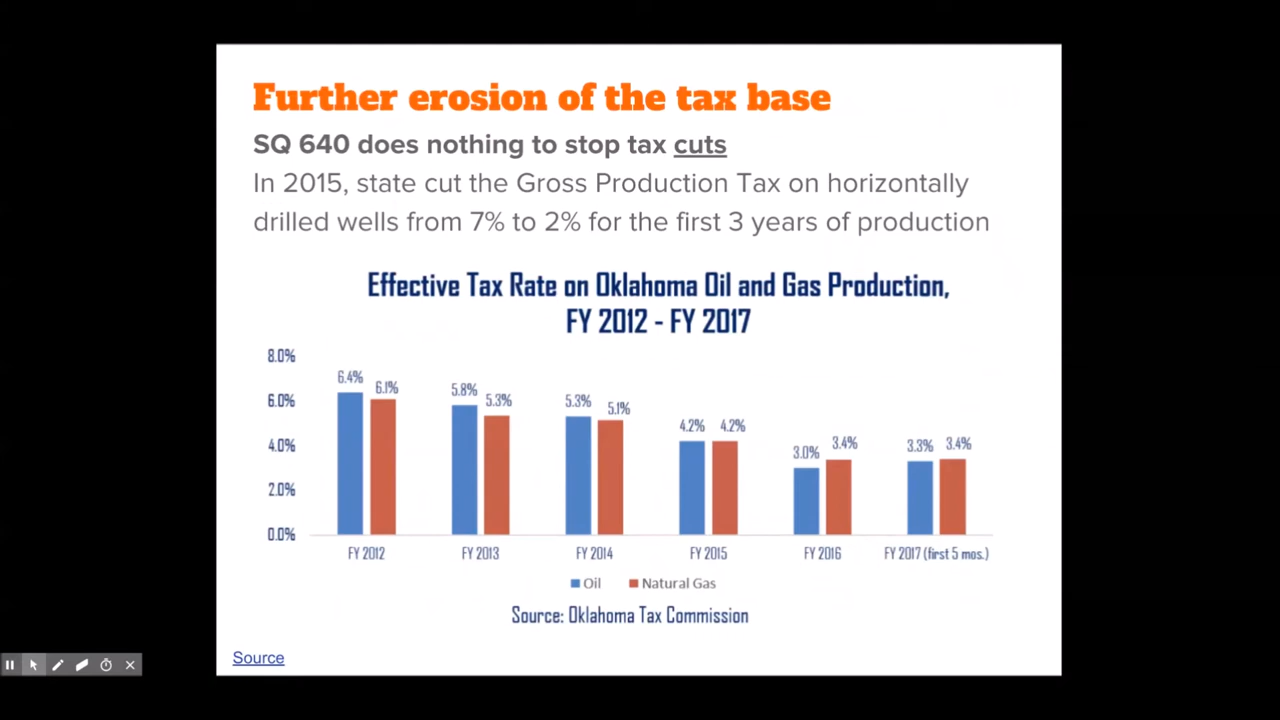 Further erosion of the tax base
SQ 640 does nothing to stop tax cuts
In 2015, state cut the Gross Production Tax on horizontally
drilled wells from 7% to 2% for the first 3 years of production
Effective Tax Rate on Oklahoma Oil and Gas Production,
FY 2012 - FY 2017
8.0%
6.0%
4.0%
2.0%
0.0%
6.4% 6.1% 5.8% 5.3% 5.3% 5.1% 4.2% 4.2% 3.0% 3.4% 3.3% 3.4%
FY 2012 FY 2013 FY 2014 FY 2015 FY 2016 FY 2017 (first 5 mos.)
Oil Natural Gas
Source: Oklahoma Tax Commission
Source